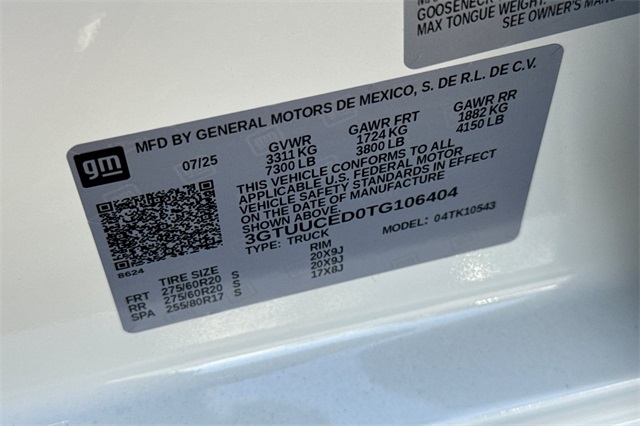 GOOSENECK
MAX TONGUE WEIGHT:
SEE OWNER'S MANU
MFD BY GENERAL MOTORS DE MEXICO, S. DE R.L. DE C.V.
gm
07/25
GVWR GAWR FRT GAWR RR
3311 KG 1724 KG 1882 KG
7300 LB 3800 LB 4150 LB
THIS VEHICLE CONFORMS TO ALL
APPLICABLE U.S. FEDERAL MOTOR
VEHICLE SAFETY STANDARDS IN EFFECT
ON THE DATE OF MANUFACTURE
SHOWN ABOVE.
3GTUUCED0TG106404
TYPE: TRUCK MODEL: 04TK10543
8624
TIRE SIZE RIM
FRT 275/60R20 S 20X9J
RR 275/60R20 S 20X9J
SPA 255/80R17 S 17X8J